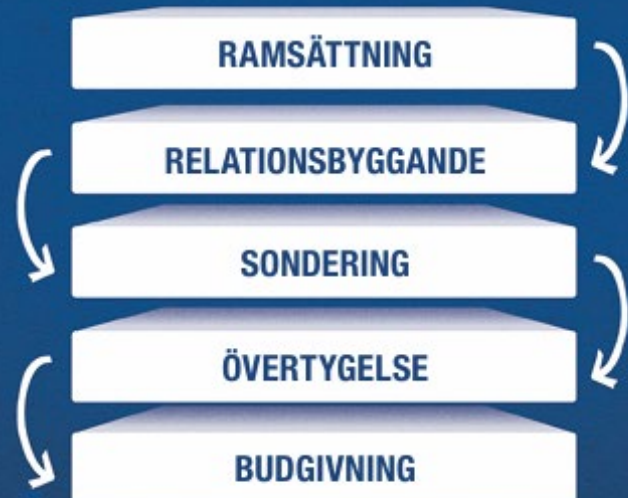 RAMSÄTTNING
RELATIONSBYGGANDE
SONDERING
ÖVERTYGELSE
BUDGIVNING